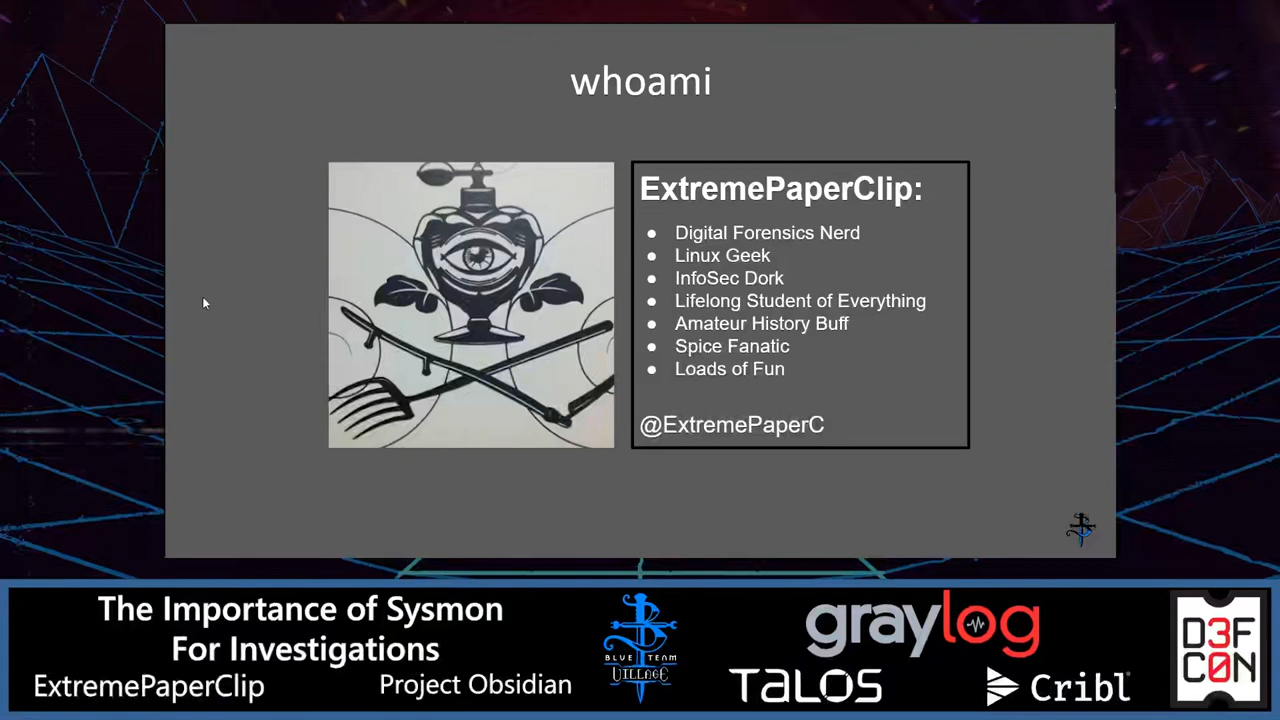 whoami
ExtremePaperClip:
● Digital Forensics Nerd
● Linux Geek
● InfoSec Dork
● Lifelong Student of Everything
● Amateur History Buff
● Spice Fanatic
● Loads of Fun
@ExtremePaperC
The Importance of Sysmon
For Investigations
ExtremePaperClip
Project Obsidian
BLUE TEAM
VILLAGE
graylog
TALOS
Cribl
D3F
C0N